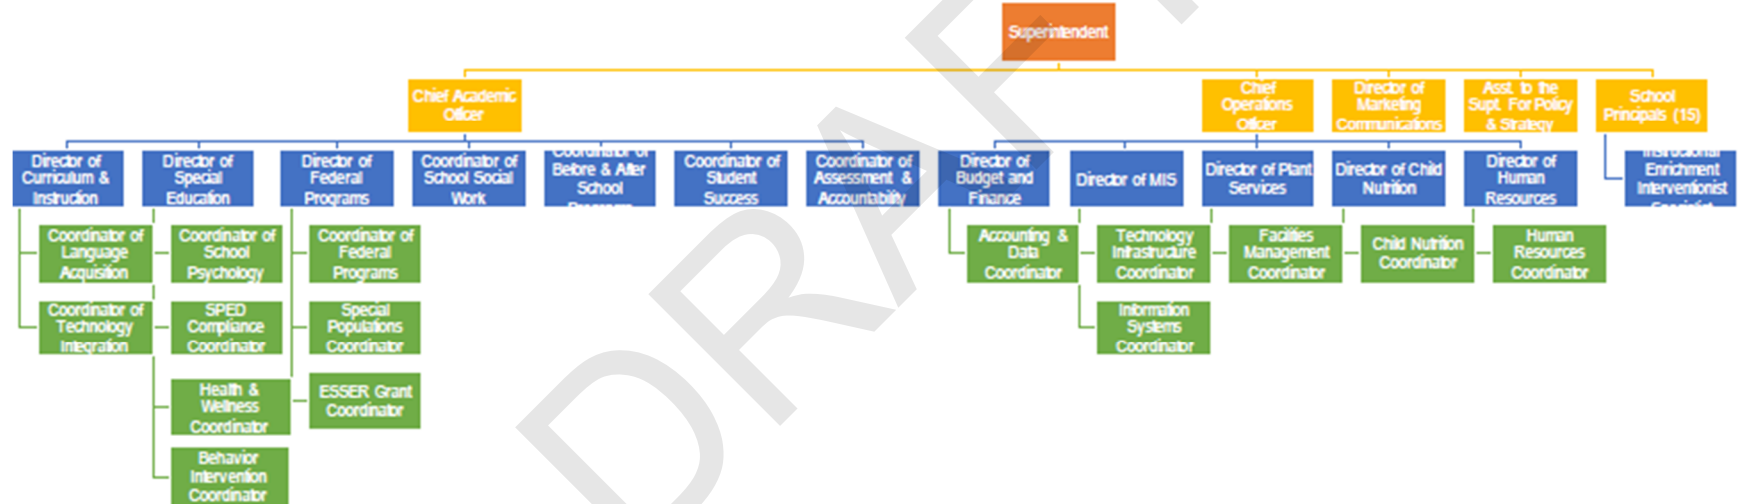 Superintendent
Chief Academic
Officer
Chief
Operations
Officer
Director of
Marketing
Communications
Asst. to the
Supt. For Policy
& Strategy
School
Principals (15)
Director of
Curriculum &
Instruction
Director of
Special
Education
Director of
Federal
Programs
Coordinator of
School Social
Work
Coordinator of
Before & After
School
Programs
Coordinator of
Student
Success
Coordinator of
Assessment &
Accountability
Director of
Budget and
Finance
Director of MIS
Director of Plant
Services
Director of Child
Nutrition
Director of
Human
Resources
Instructional
Enrichment
Interventionist
Specialist
Coordinator of
Language
Acquisition
Coordinator of
School
Psychology
Coordinator of
Federal
Programs
Accounting &
Data
Coordinator
Technology
Infrastructure
Coordinator
Facilities
Management
Coordinator
Child Nutrition
Coordinator
Human
Resources
Coordinator
Coordinator of
Technology
Integration
SPED
Compliance
Coordinator
Special
Populations
Coordinator
Information
Systems
Coordinator
Health &
Wellness
Coordinator
ESSER Grant
Coordinator
Behavior
Intervention
Coordinator
DRAFT